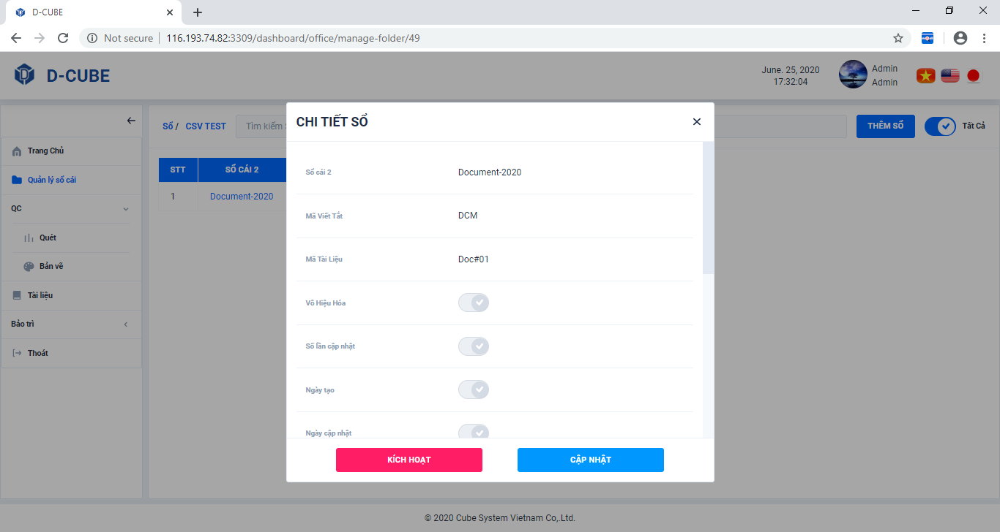 D-CUBE
Not secure
116.193.74.82:3309/dashboard/office/manage-folder/49
D-CUBE
June. 25, 2020
17:32:04
Admin
Admin
Sổ / CSV TEST
Tìm kiếm
THÊM SỔ
Tất Cả
Trang Chủ
Quản lý sổ cái
QC
Quét
Bản vẽ
Tài liệu
Bảo trì
Thoát
STT
SỔ CÁI 2
1
Document-2020
CHI TIẾT SỔ
Sổ cái 2
Document-2020
Mã Viết Tắt
DCM
Mã Tài Liệu
Doc#01
Vô Hiệu Hóa
Số lần cập nhật
Ngày tạo
Ngày cập nhật
KÍCH HOẠT
CẬP NHẬT
© 2020 Cube System Vietnam Co,.Ltd.